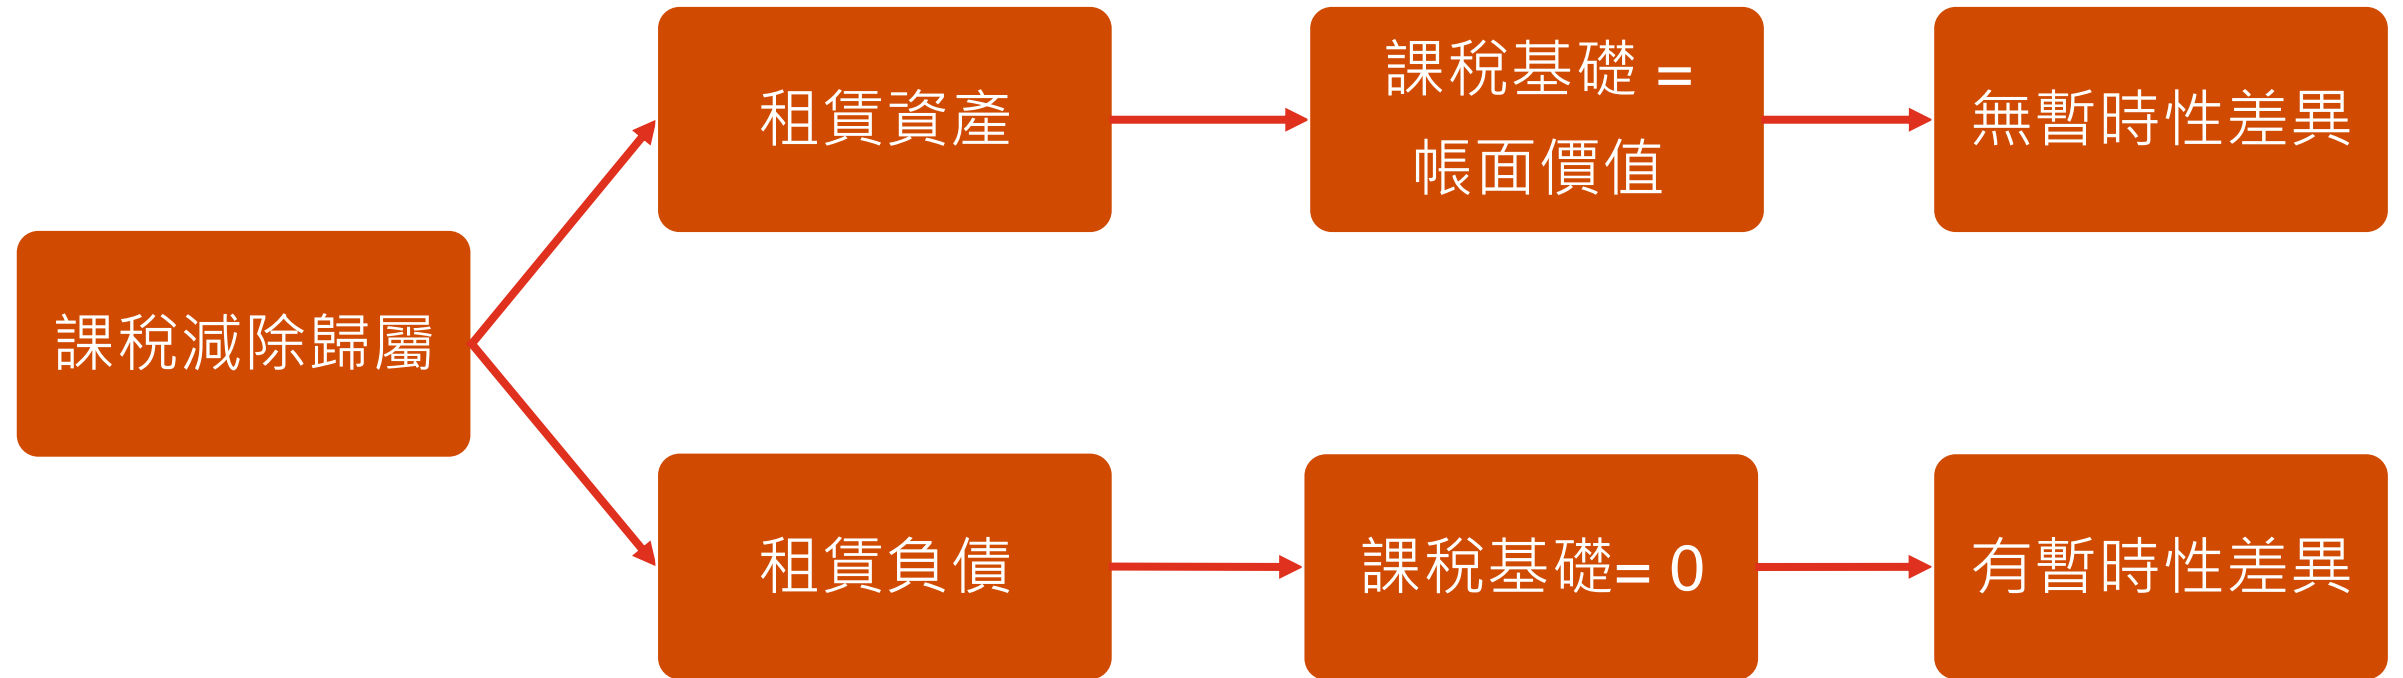 課稅減除歸屬
租賃資產
課稅基礎 =
帳面價值
無暫時性差異
租賃負債
課稅基礎= 0
有暫時性差異